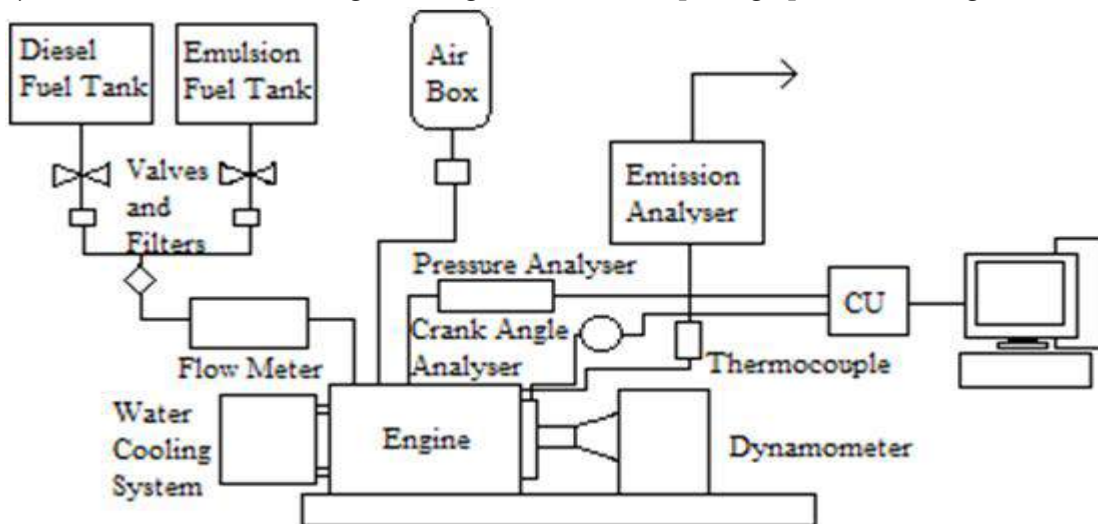 Diesel
Fuel Tank
Emulsion
Fuel Tank
Air
Box
Valves
and
Filters
Emission
Analyser
Pressure Analyser
CU
Crank Angle
Analyser
Thermocouple
Flow Meter
Water
Cooling
System
Engine
Dynamometer